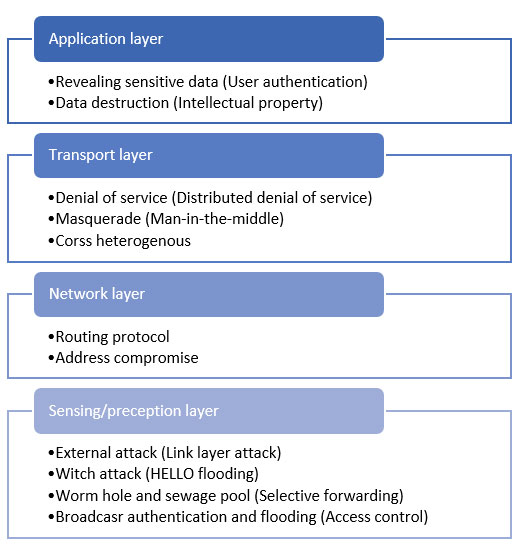 Application layer
•Revealing sensitive data (User authentication)
•Data destruction (Intellectual property)
Transport layer
•Denial of service (Distributed denial of service)
•Masquerade (Man-in-the-middle)
•Corss heterogenous
Network layer
•Routing protocol
•Address compromise
Sensing/preception layer
•External attack (Link layer attack)
•Witch attack (HELLO flooding)
•Worm hole and sewage pool (Selective forwarding)
•Broadcasr authentication and flooding (Access control)